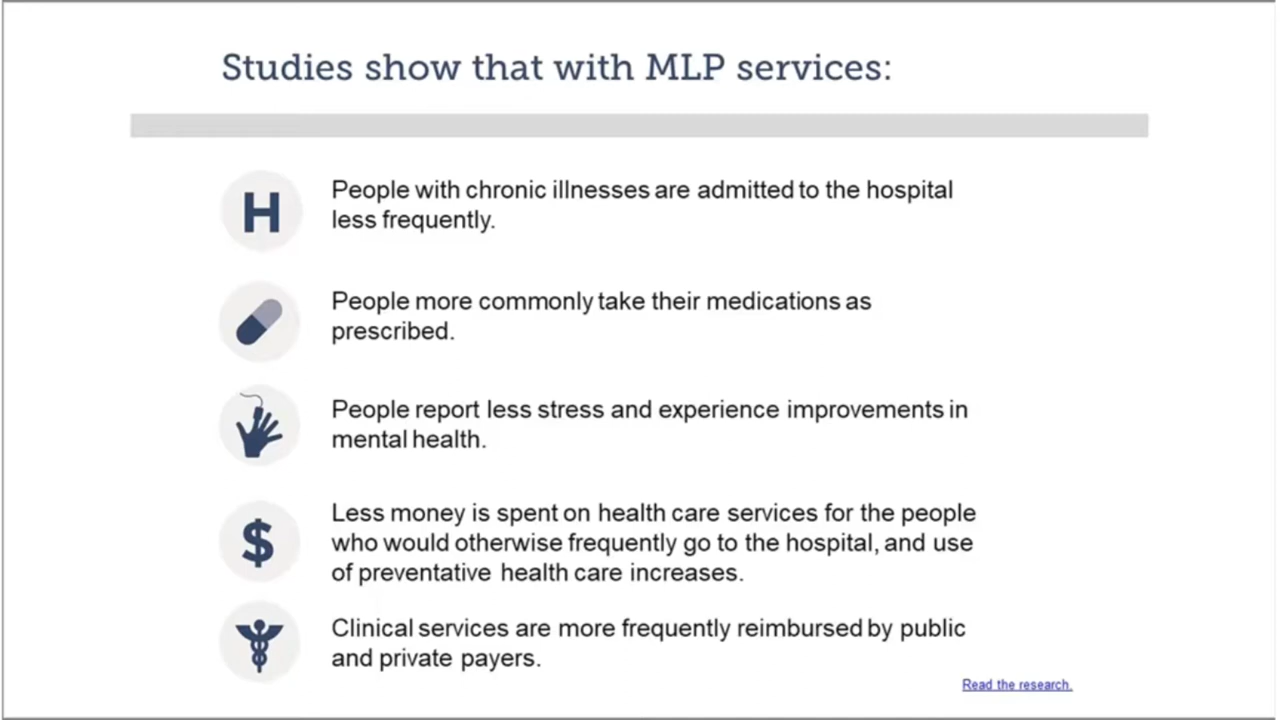 Studies show that with MLP services:
H
People with chronic illnesses are admitted to the hospital
less frequently.
People more commonly take their medications as
prescribed.
People report less stress and experience improvements in
mental health.
$
Less money is spent on health care services for the people
who would otherwise frequently go to the hospital, and use
of preventative health care increases.
Clinical services are more frequently reimbursed by public
and private payers.
Read the research.